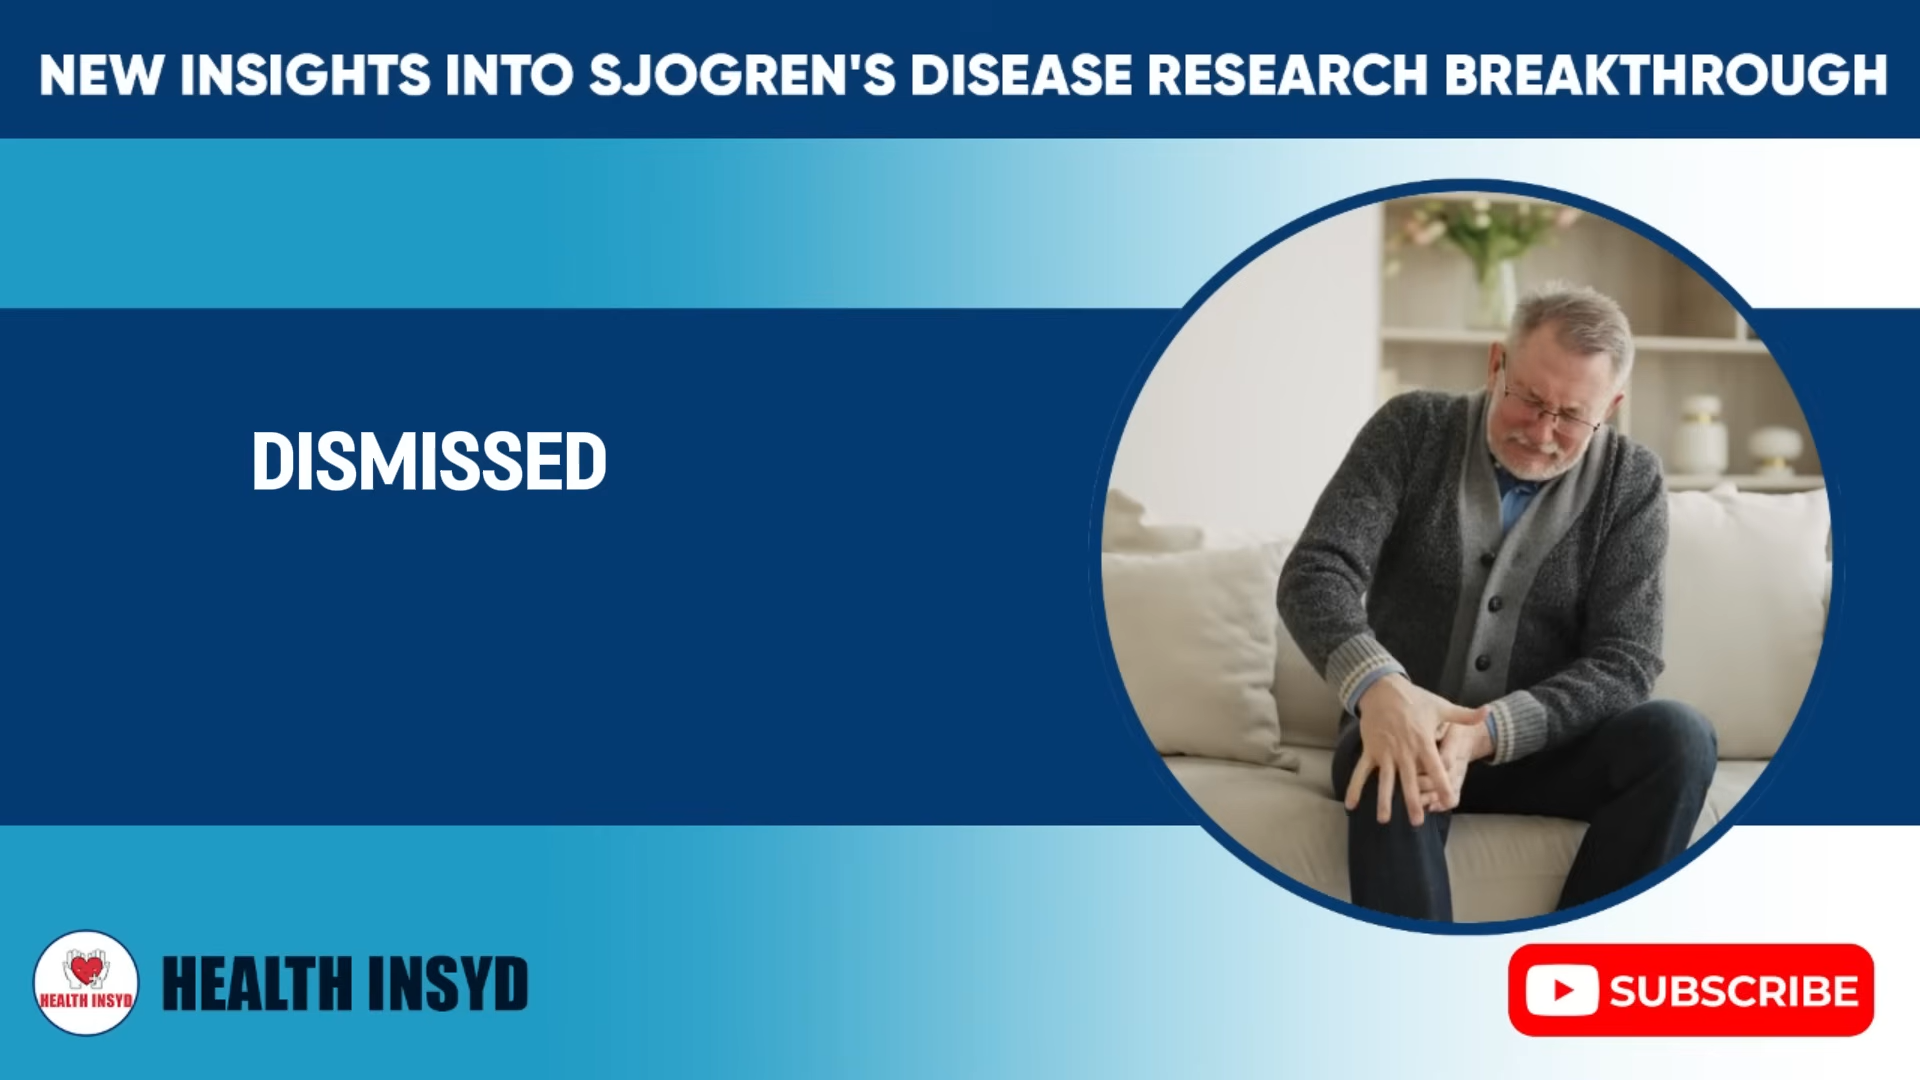 NEW INSIGHTS INTO SJOGREN'S DISEASE RESEARCH BREAKTHROUGH
DISMISSED
HEALTH INSYD
HEALTH INSYD
SUBSCRIBE